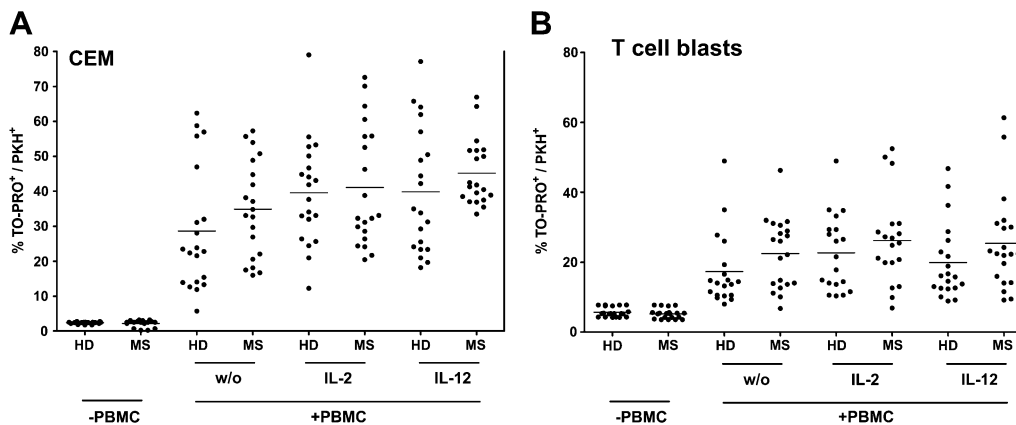 A
CEM
% TO-PRO⁺ / PKH⁺
80
70
60
50
40
30
20
10
0
HD MS HD MS HD MS HD MS
w/o IL-2 IL-12
-PBMC +PBMC
B
T cell blasts
% TO-PRO⁺ / PKH⁺
80
60
40
20
0
HD MS HD MS HD MS HD MS
w/o IL-2 IL-12
-PBMC +PBMC